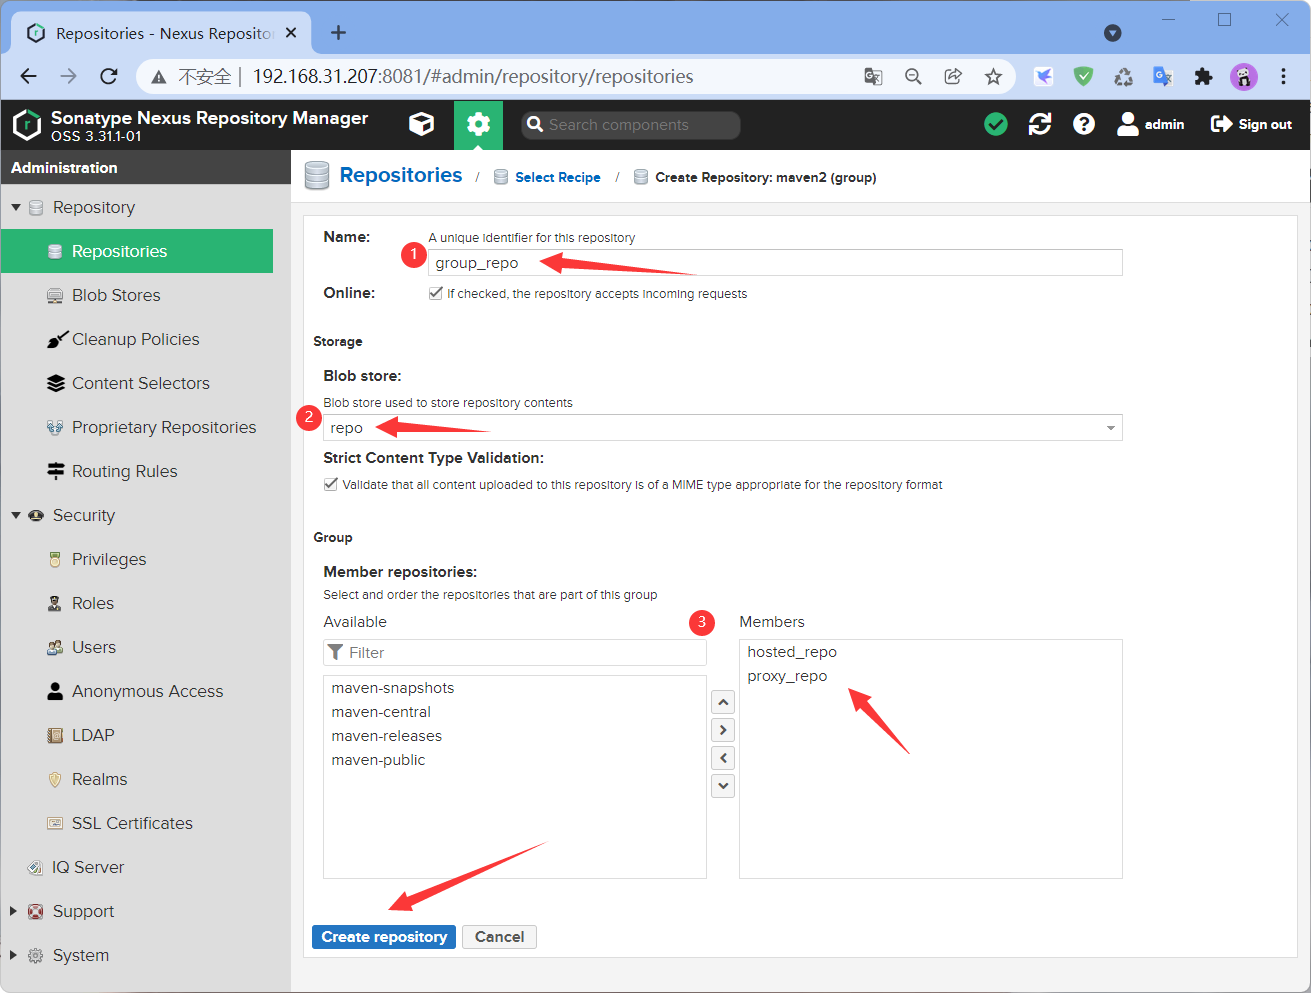 Repositories - Nexus Reposito
不安全 | 192.168.31.207:8081/#admin/repository/repositories
Sonatype Nexus Repository Manager
OSS 3.31.1-01
Search components
admin
Sign out
Administration
Repositories / Select Recipe / Create Repository: maven2 (group)
Repository
Repositories
Blob Stores
Cleanup Policies
Content Selectors
Proprietary Repositories
Routing Rules
Security
Privileges
Roles
Users
Anonymous Access
LDAP
Realms
SSL Certificates
IQ Server
Support
System
Name:
A unique identifier for this repository
1
group_repo
Online:
If checked, the repository accepts incoming requests
Storage
Blob store:
Blob store used to store repository contents
2
repo
Strict Content Type Validation:
Validate that all content uploaded to this repository is of a MIME type appropriate for the repository format
Group
Member repositories:
Select and order the repositories that are part of this group
Available
3
Members
Filter
maven-snapshots
maven-central
maven-releases
maven-public
hosted_repo
proxy_repo
Create repository
Cancel